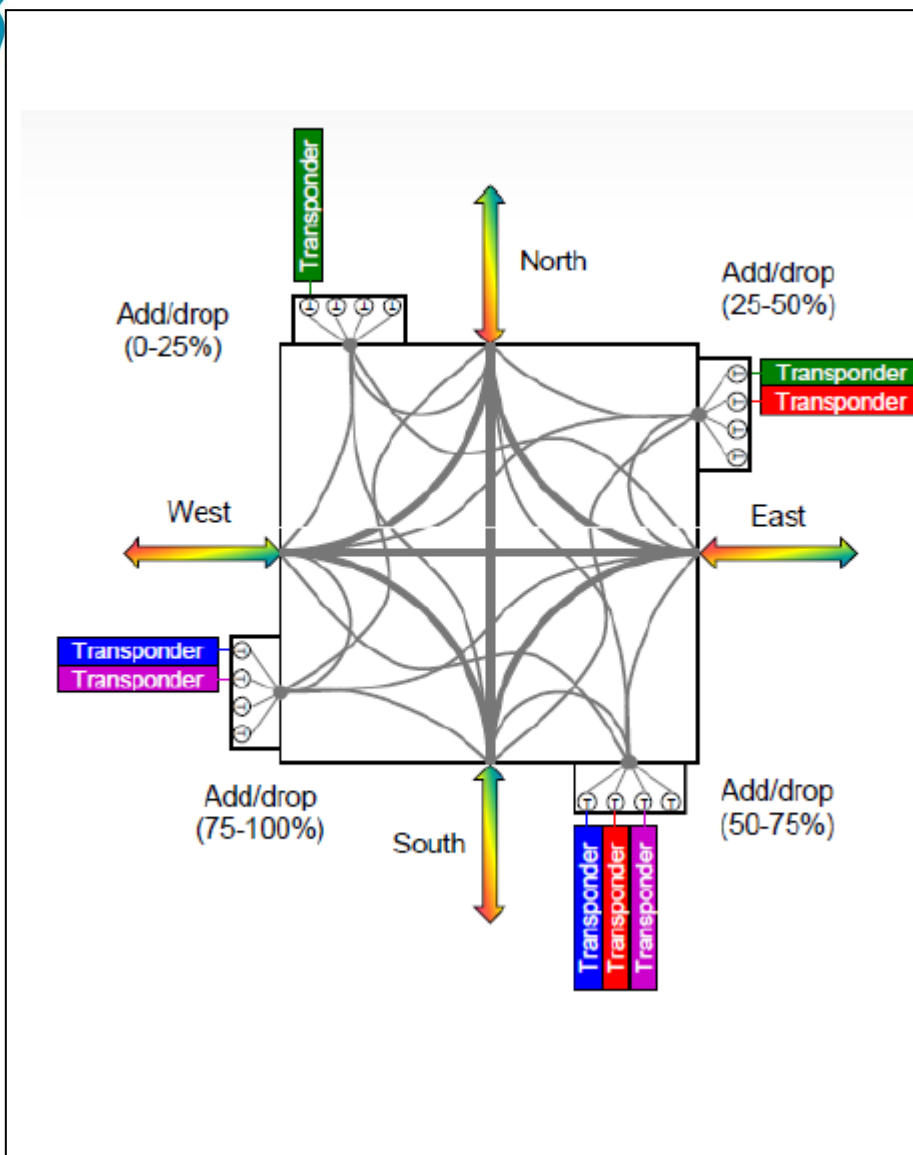 Transponder
North
Add/drop
(0-25%)
Add/drop
(25-50%)
Transponder
Transponder
West
East
Transponder
Transponder
Add/drop
(75-100%)
South
Add/drop
(50-75%)
Transponder
Transponder
Transponder